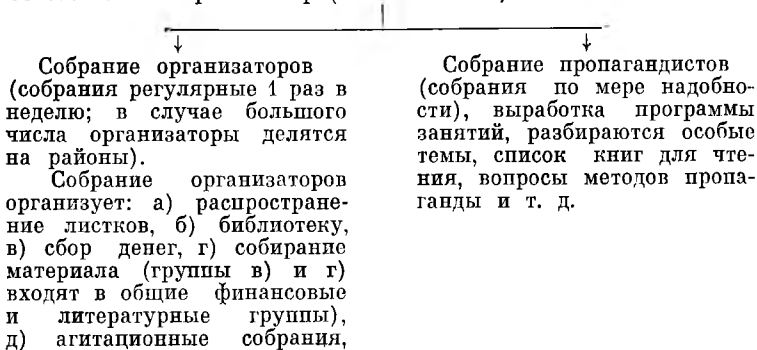 Собрание организаторов
(собрания регулярные 1 раз в
неделю; в случае большого
числа организаторы делятся
на районы).
Собрание организаторов
организует: а) распростране-
ние листков, б) библиотеку,
в) сбор денег, г) собирание
материала (группы в) и г)
входят в общие финансовые
и литературные группы),
д) агитационные собрания,
Собрание пропагандистов
(собрания по мере надобно-
сти), выработка программы
занятий, разбираются особые
темы, список книг для чте-
ния, вопросы методов пропа-
ганды и т. д.